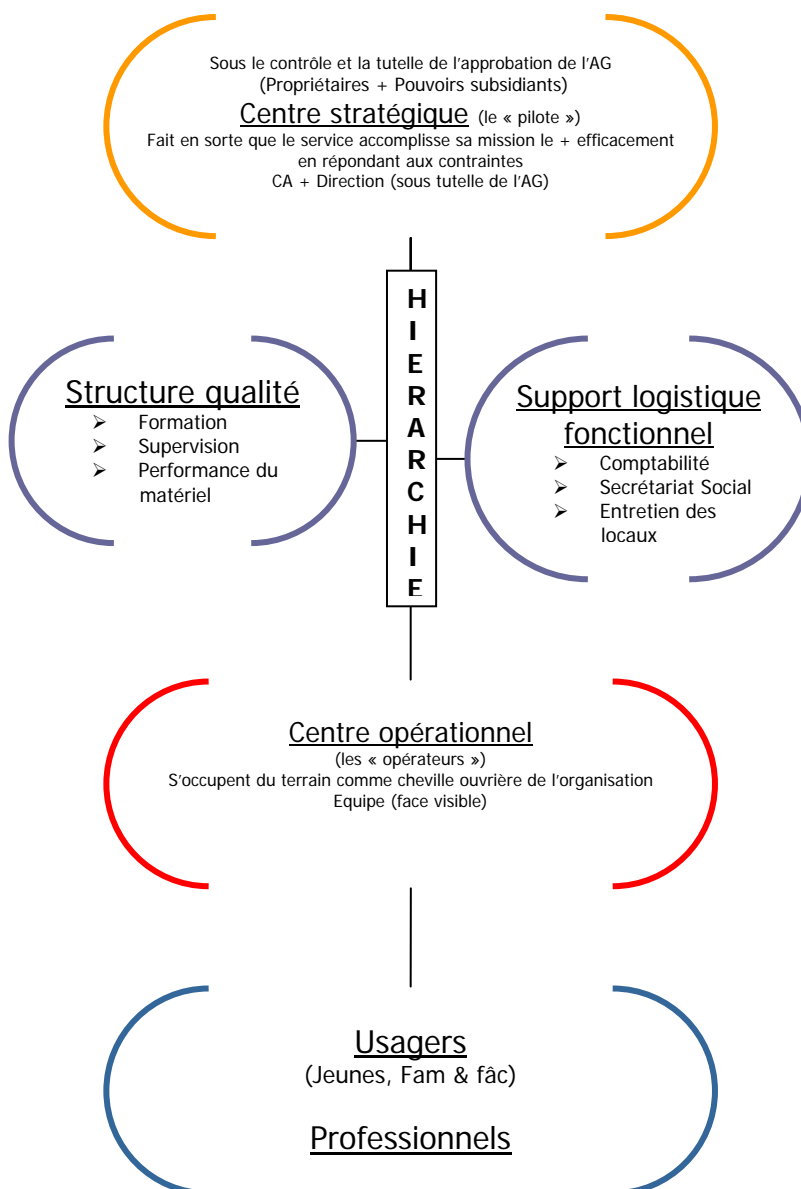 Sous le contrôle et la tutelle de l'approbation de l'AG
(Propriétaires + Pouvoirs subsidiants)
Centre stratégique (le « pilote »)
Fait en sorte que le service accomplisse sa mission le + efficacement
en répondant aux contraintes
CA + Direction (sous tutelle de l'AG)
H
I
E
R
A
R
C
H
I
E
Structure qualité
➢ Formation
➢ Supervision
➢ Performance du
matériel
Support logistique
fonctionnel
➢ Comptabilité
➢ Secrétariat Social
➢ Entretien des
locaux
Centre opérationnel
(les « opérateurs »)
S'occupent du terrain comme cheville ouvrière de l'organisation
Equipe (face visible)
Usagers
(Jeunes, Fam & fâc)
Professionnels